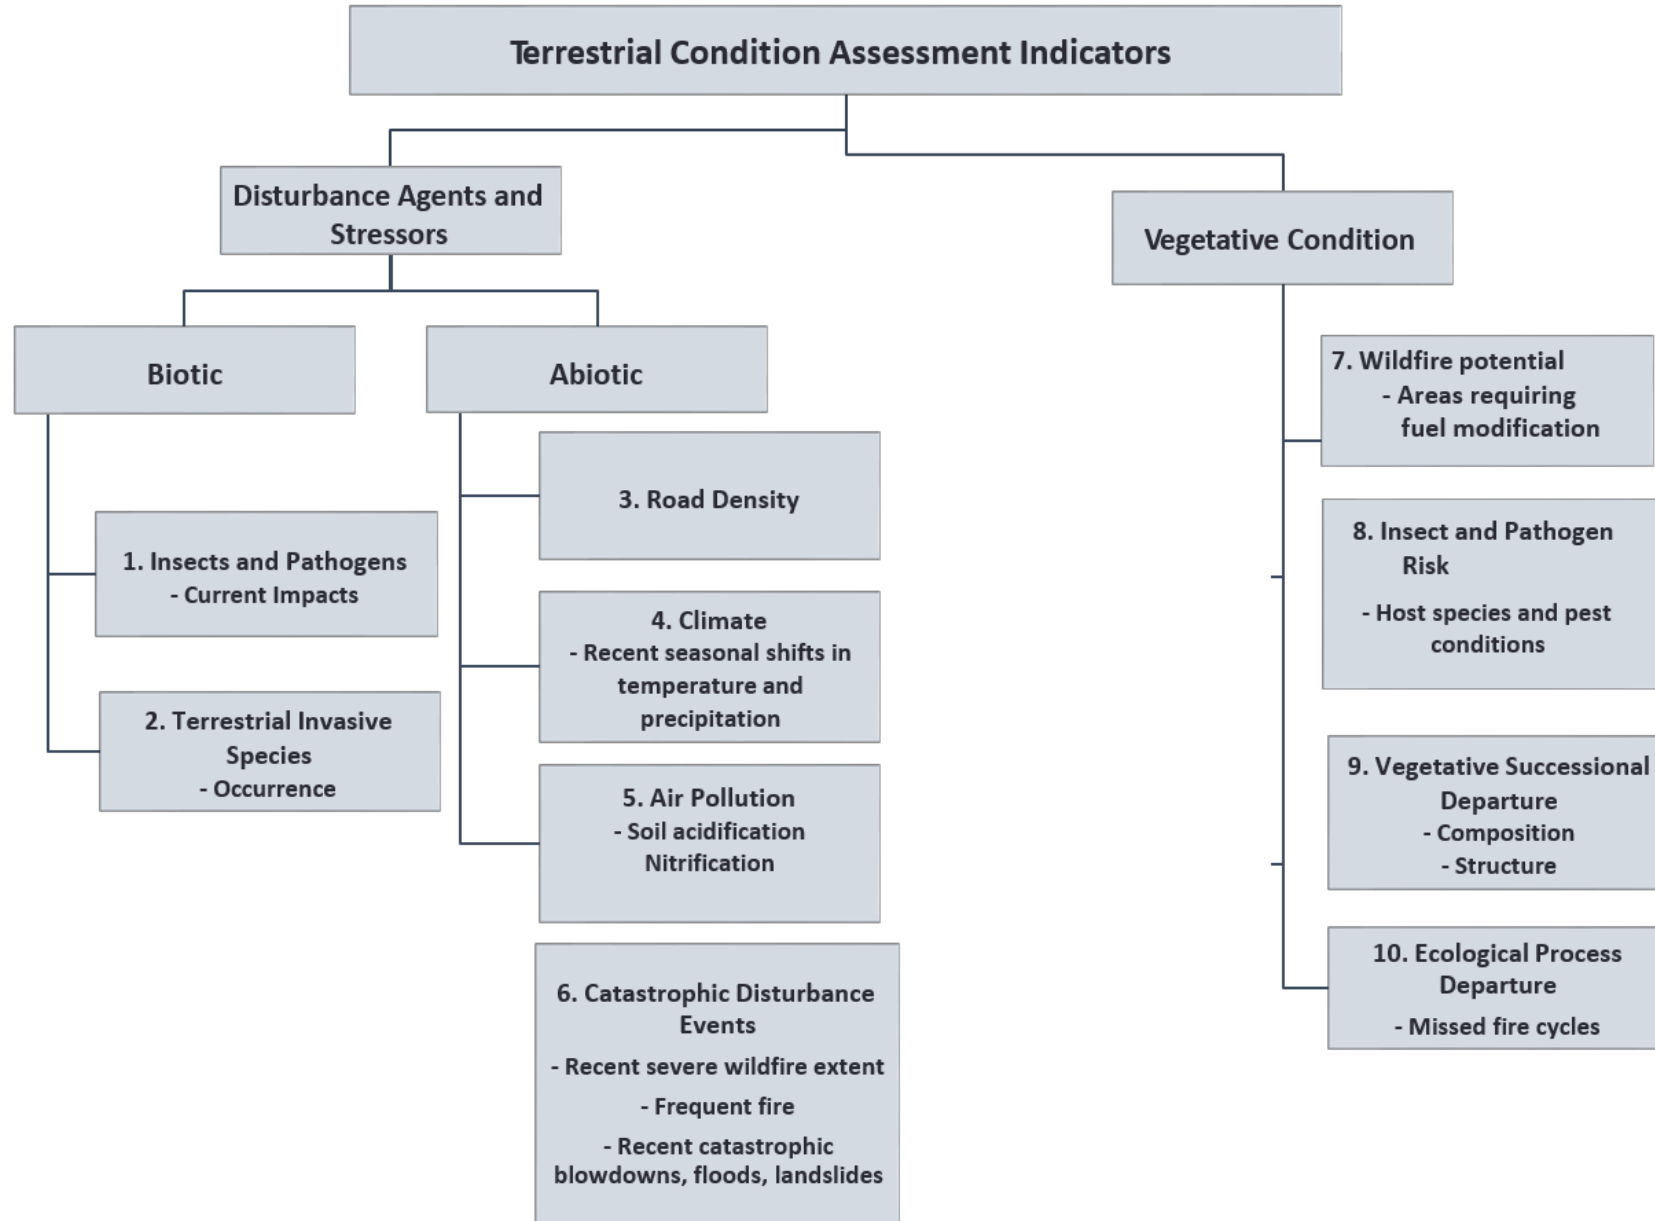 Terrestrial Condition Assessment Indicators
Disturbance Agents and
Stressors
Vegetative Condition
Biotic
Abiotic
1. Insects and Pathogens
- Current Impacts
2. Terrestrial Invasive
Species
- Occurrence
3. Road Density
4. Climate
- Recent seasonal shifts in
temperature and
precipitation
5. Air Pollution
- Soil acidification
Nitrification
6. Catastrophic Disturbance
Events
- Recent severe wildfire extent
- Frequent fire
- Recent catastrophic
blowdowns, floods, landslides
7. Wildfire potential
- Areas requiring
fuel modification
8. Insect and Pathogen
Risk
- Host species and pest
conditions
9. Vegetative Successional
Departure
- Composition
- Structure
10. Ecological Process
Departure
- Missed fire cycles